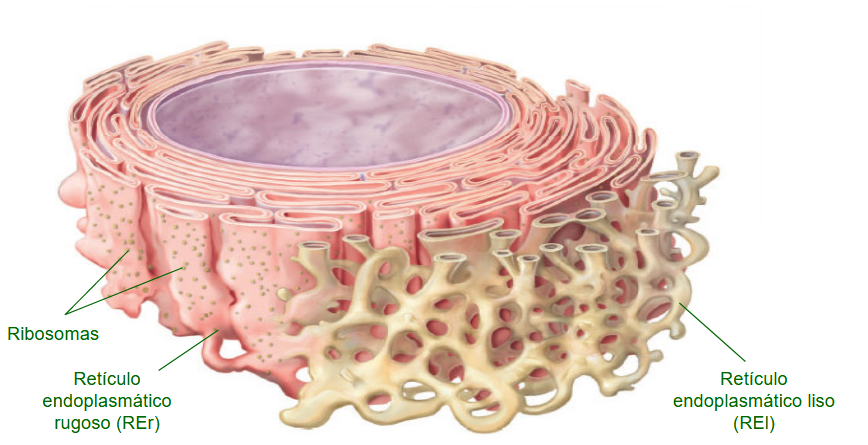 Ribosomas
Retículo
endoplasmático
rugoso (REr)
Retículo
endoplasmático liso
(REl)